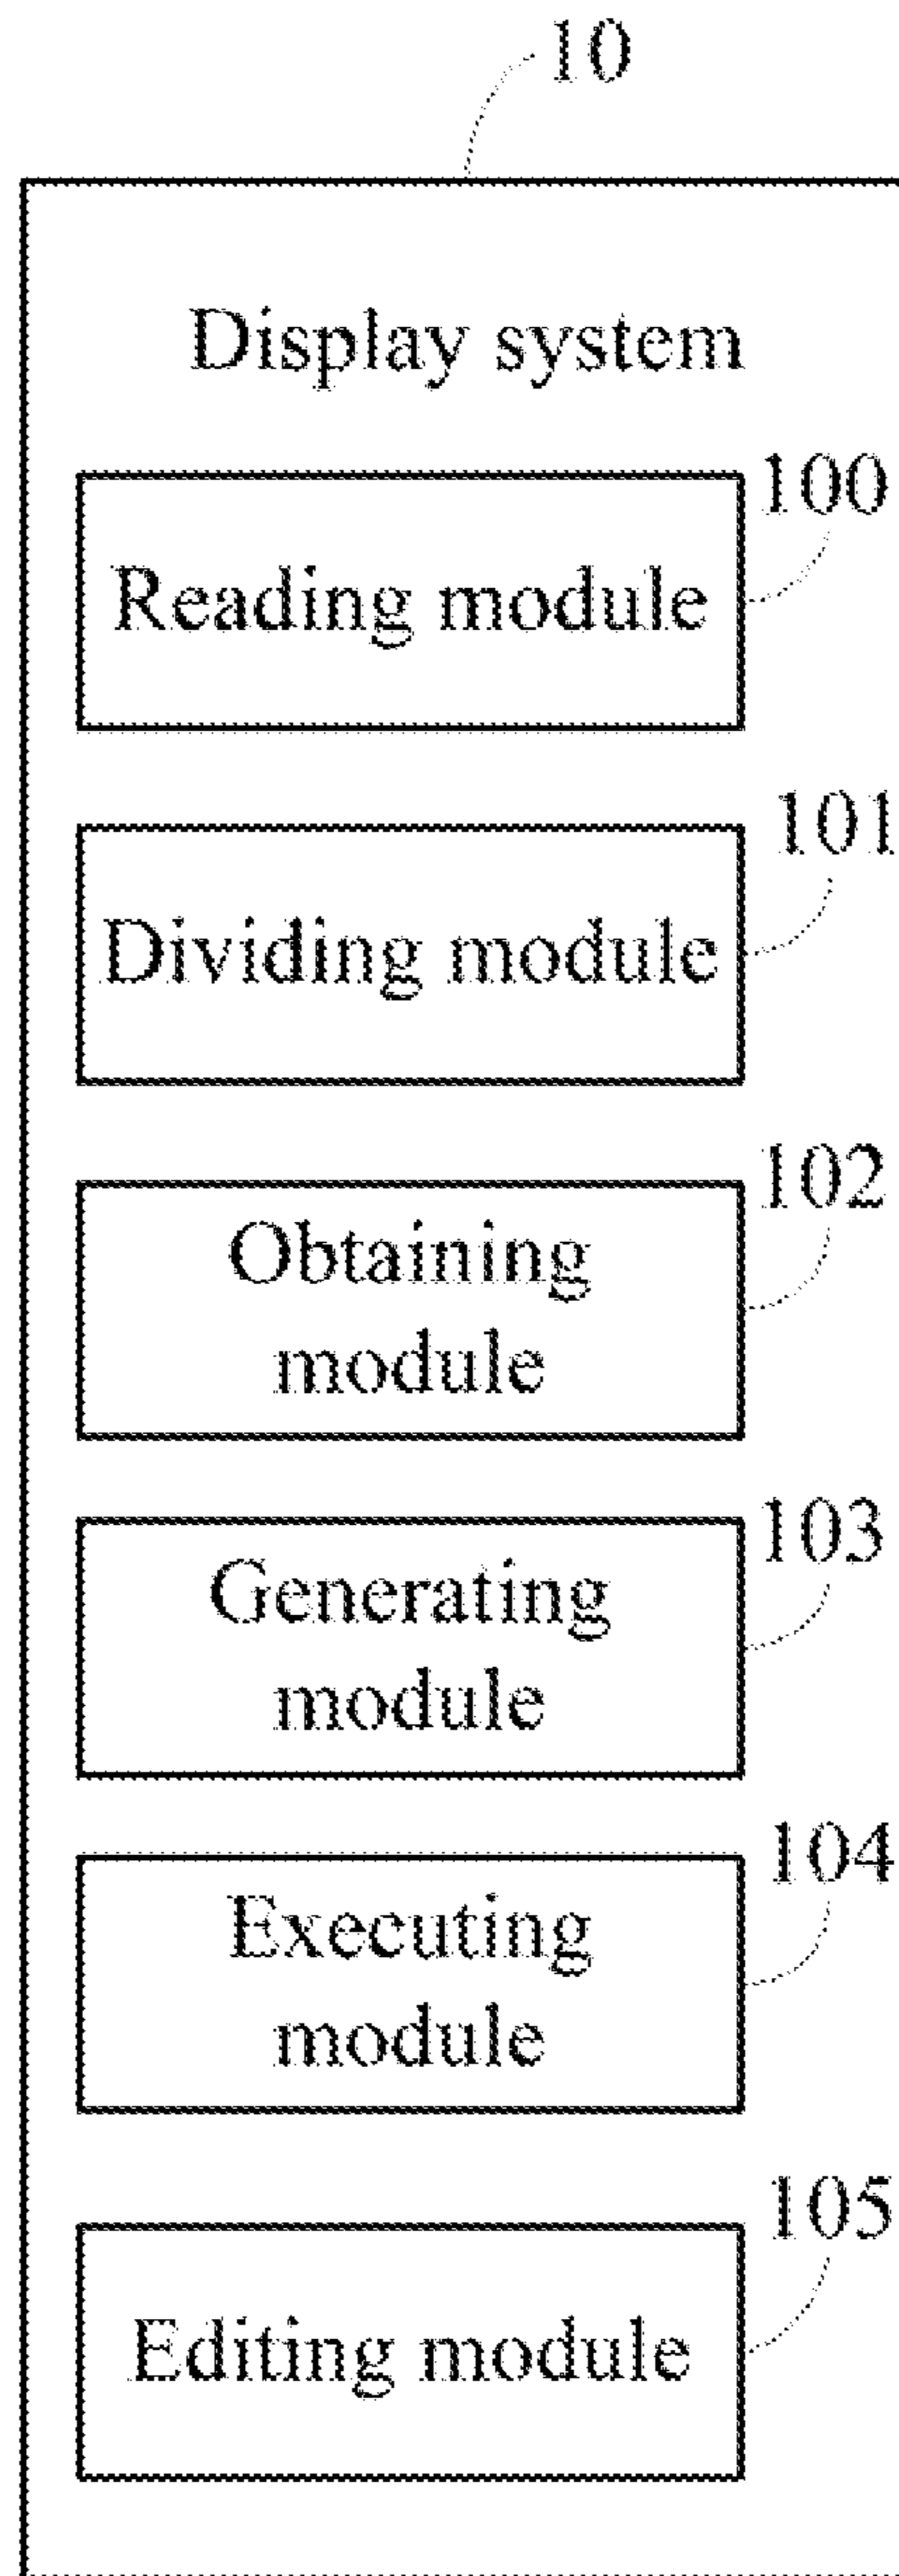 10
Display system
100
Reading module
101
Dividing module
102
Obtaining
module
103
Generating
module
104
Executing
module
105
Editing module